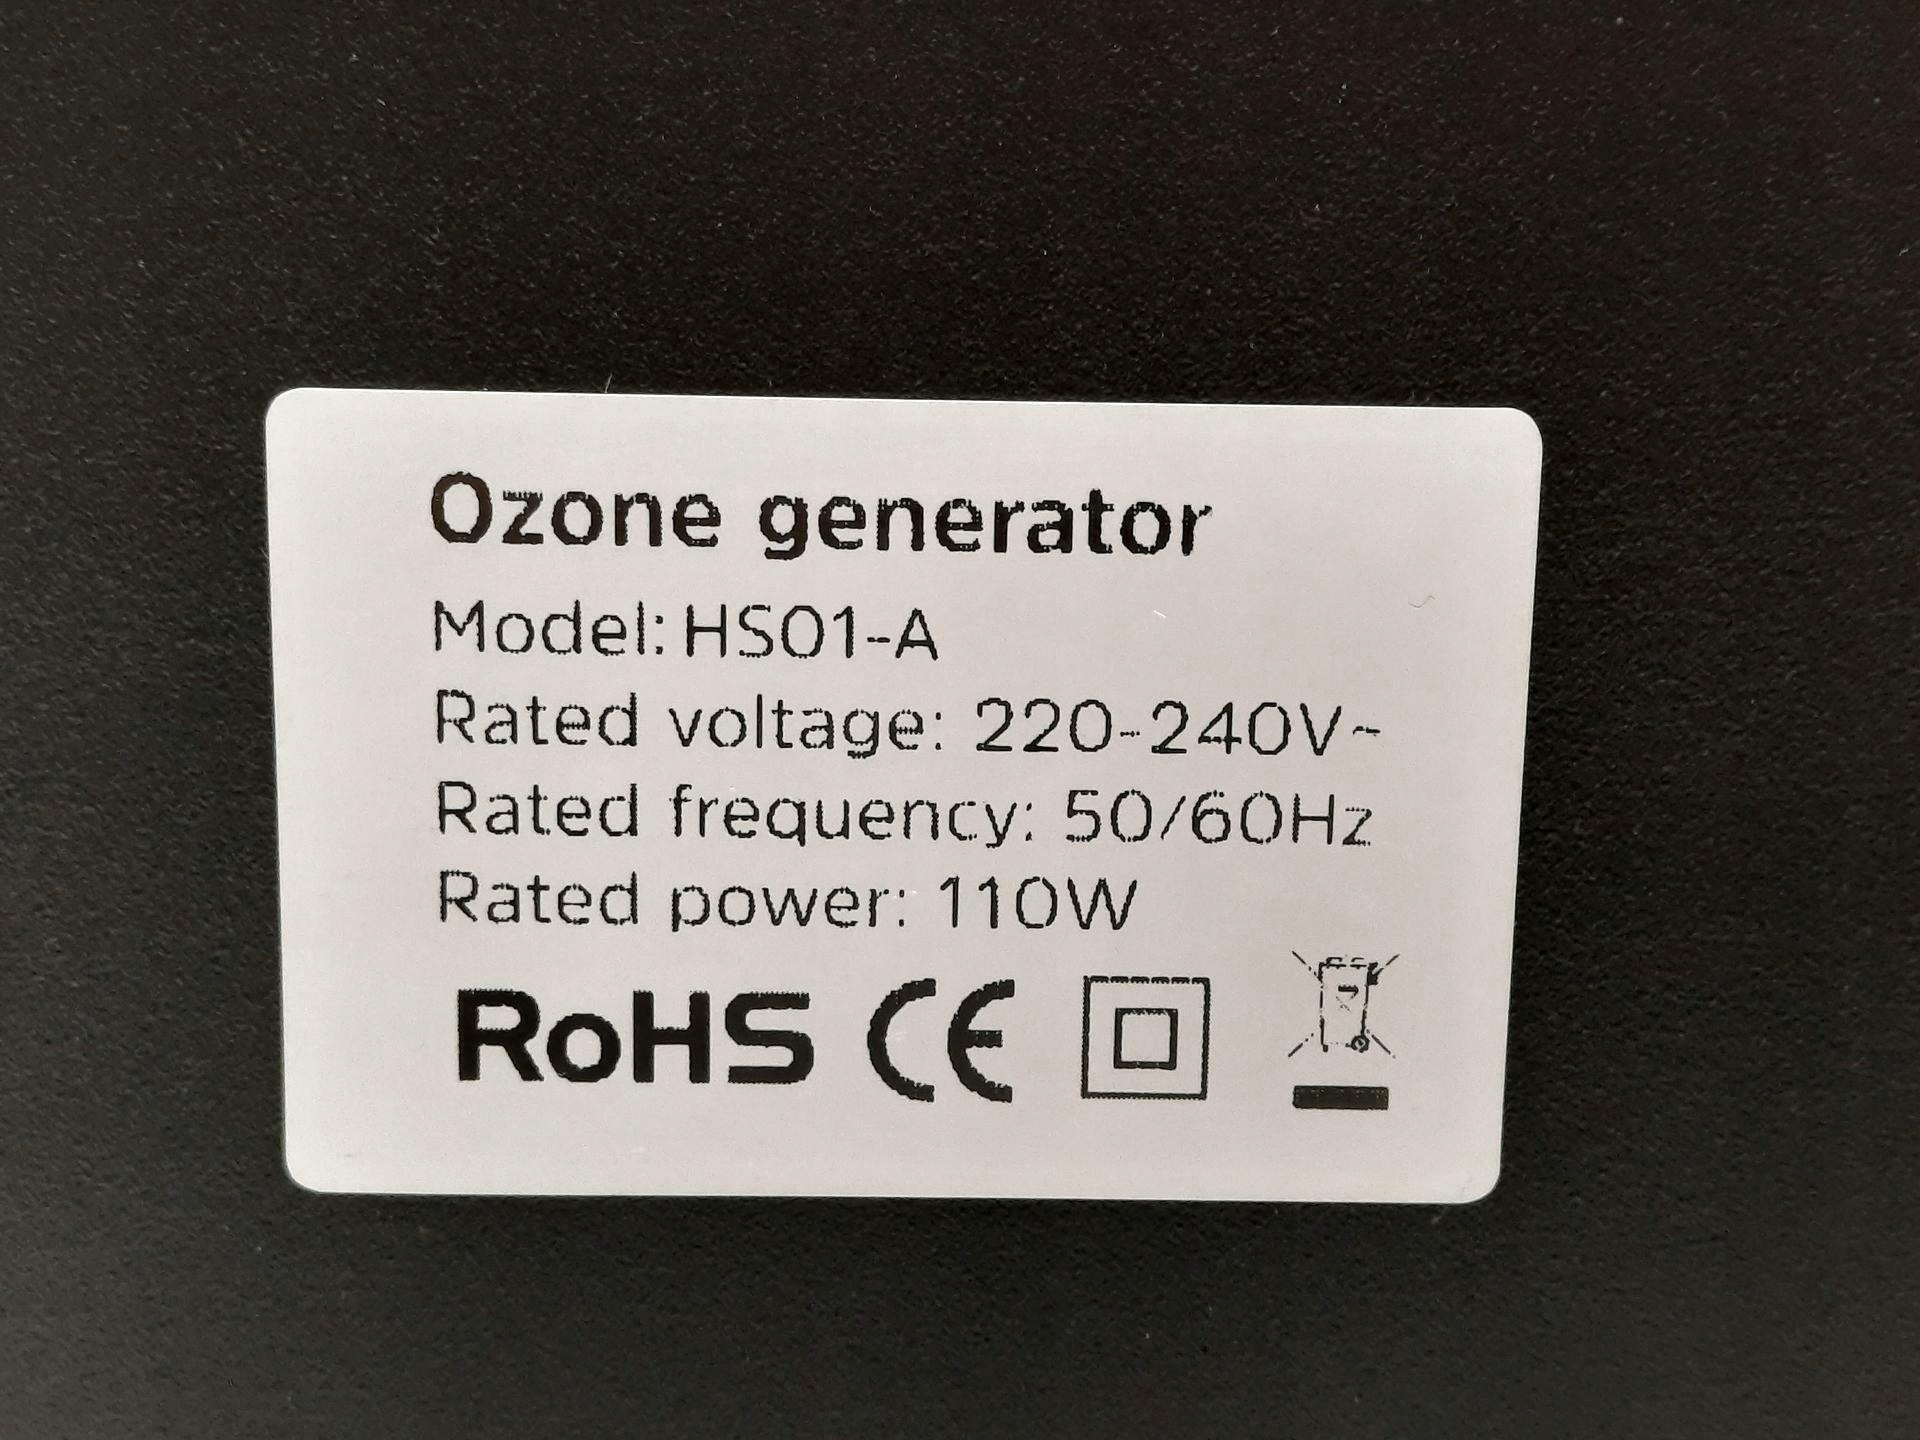 Ozone generator
Model: HS01-A
Rated voltage: 220-240V~
Rated frequency: 50/60Hz
Rated power: 110W
RoHS CE